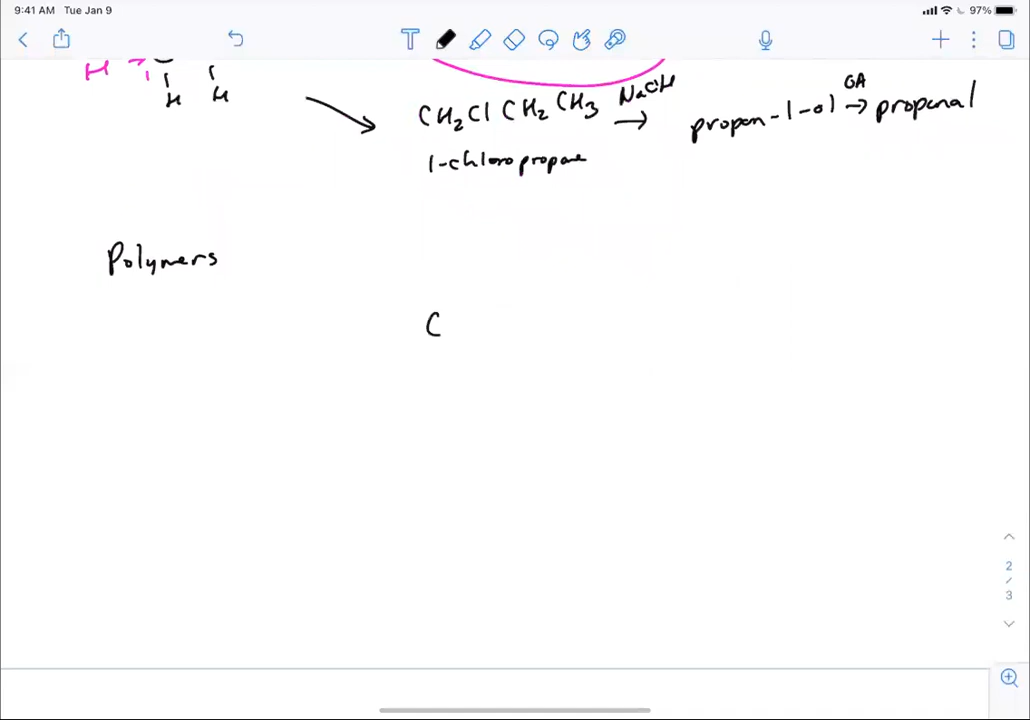 9:41 AM Tue Jan 9
97%
T
H
H H
CH₂Cl CH₂ CH₃ NaOH → propan-1-ol OA → propanal
1-chloropropane
Polymers
C
2
/
3